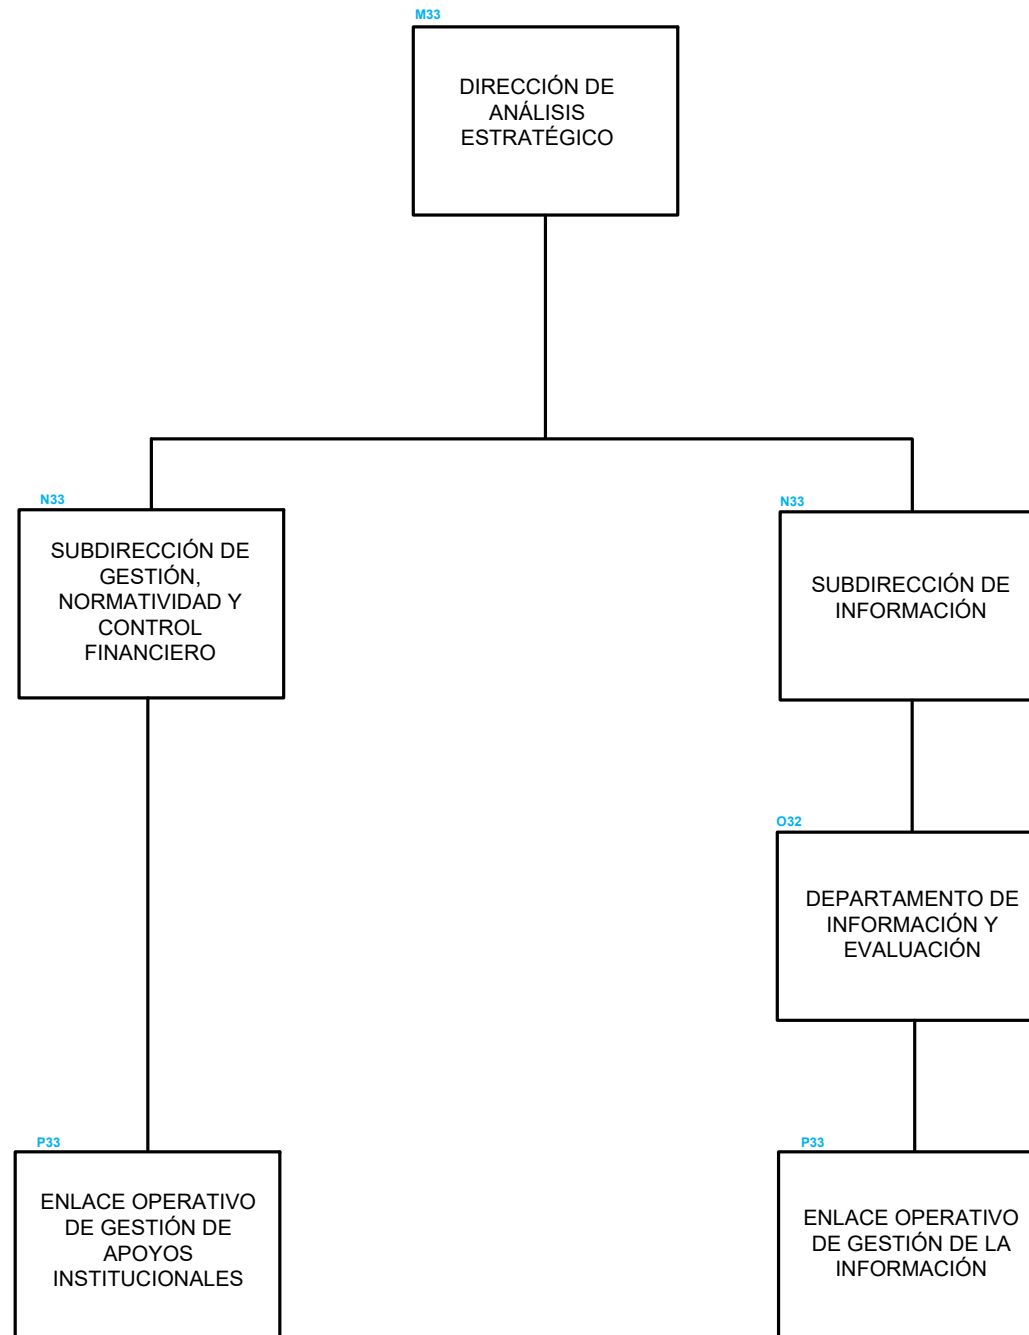 M33
DIRECCIÓN DE
ANÁLISIS
ESTRATÉGICO
N33
SUBDIRECCIÓN DE
GESTIÓN,
NORMATIVIDAD Y
CONTROL
FINANCIERO
N33
SUBDIRECCIÓN DE
INFORMACIÓN
O32
DEPARTAMENTO DE
INFORMACIÓN Y
EVALUACIÓN
P33
ENLACE OPERATIVO
DE GESTIÓN DE
APOYOS
INSTITUCIONALES
P33
ENLACE OPERATIVO
DE GESTIÓN DE LA
INFORMACIÓN